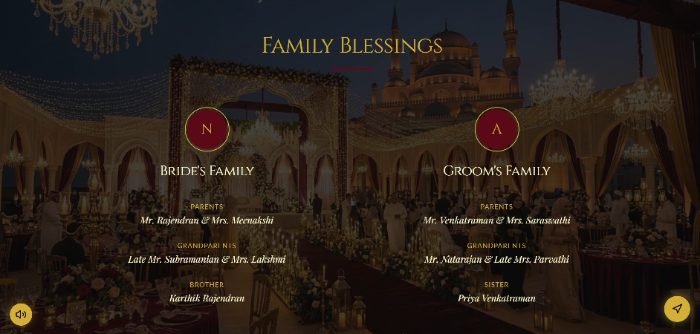 Family Blessings
N
Bride's Family
PARENTS
Mr. Rajendran & Mrs. Meenakshi
GRANDPARENTS
Late Mr. Subramanian & Mrs. Lakshmi
BROTHER
Karthik Rajendran
A
Groom's Family
PARENTS
Mr. Venkatraman & Mrs. Saraswathi
GRANDPARENTS
Mr. Natarajan & Late Mrs. Parvathi
SISTER
Priya Venkatraman